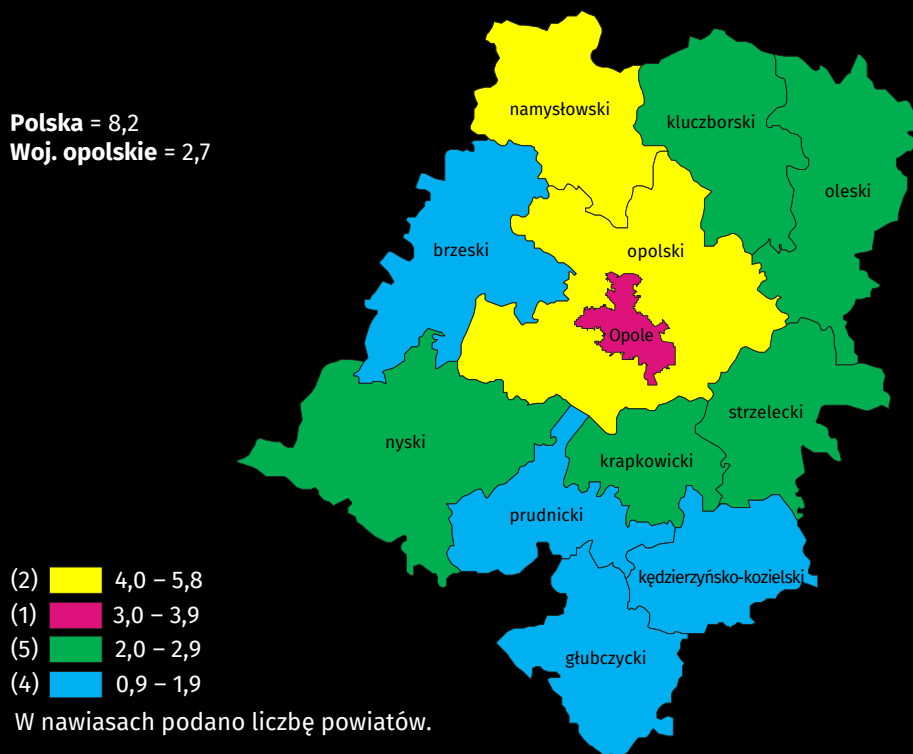 Polska = 8,2
Woj. opolskie = 2,7
namysłowski
kluczborski
oleski
brzeski
opolski
Opole
strzelecki
nyski
krapkowicki
prudnicki
kędzierzyńsko-kozielski
głubczycki
(2) 4,0 – 5,8
(1) 3,0 – 3,9
(5) 2,0 – 2,9
(4) 0,9 – 1,9
W nawiasach podano liczbę powiatów.